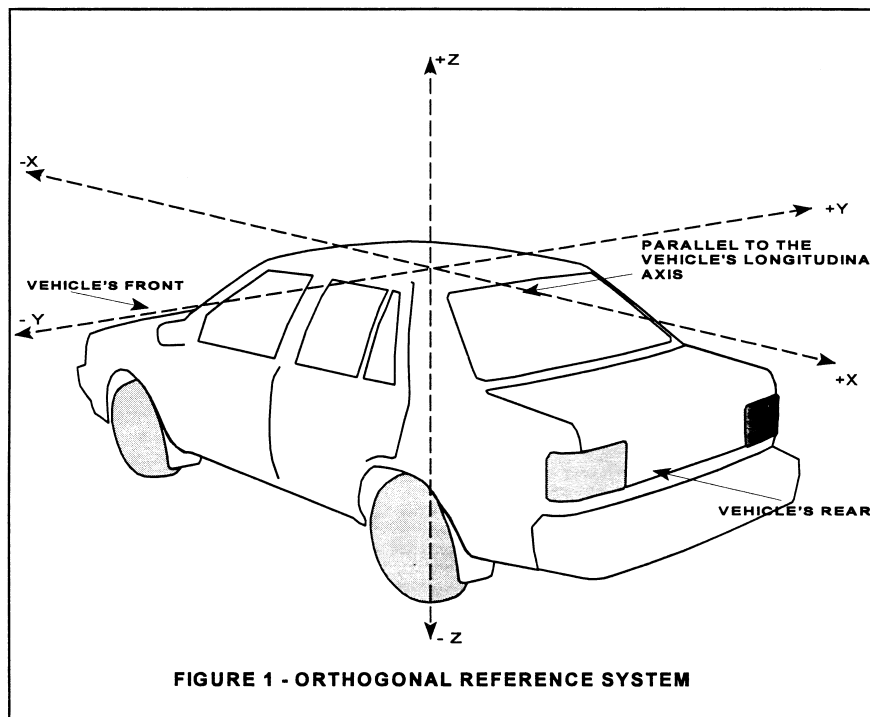 +Z
-X
+Y
PARALLEL TO THE
VEHICLE'S LONGITUDINA
AXIS
VEHICLE'S FRONT
- Y
+X
VEHICLE'S REAR
- Z
FIGURE 1 - ORTHOGONAL REFERENCE SYSTEM